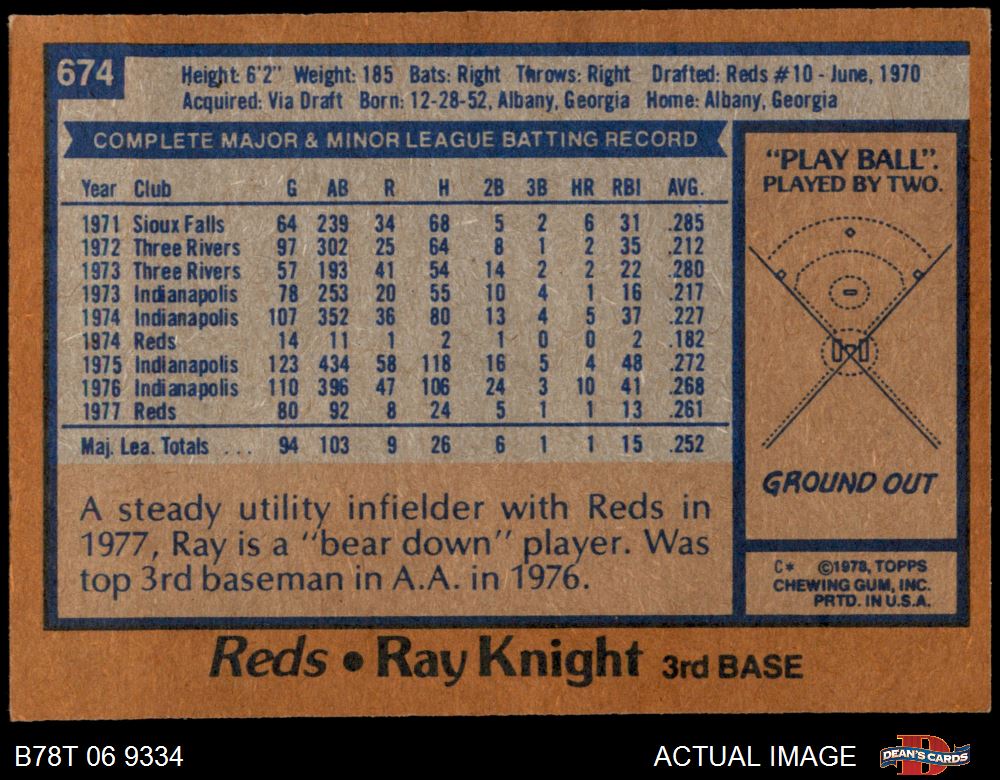 674
Height: 6'2" Weight: 185 Bats: Right Throws: Right Drafted: Reds #10 - June, 1970
Acquired: Via Draft Born: 12-28-52, Albany, Georgia Home: Albany, Georgia
COMPLETE MAJOR & MINOR LEAGUE BATTING RECORD
Year Club G AB R H 2B 3B HR RBI AVG.
1971 Sioux Falls 64 239 34 68 5 2 6 31 .285
1972 Three Rivers 97 302 25 64 8 1 2 35 .212
1973 Three Rivers 57 193 41 54 14 2 2 22 .280
1973 Indianapolis 78 253 20 55 10 4 1 16 .217
1974 Indianapolis 107 352 36 80 13 4 5 37 .227
1974 Reds 14 11 1 2 1 0 0 2 .182
1975 Indianapolis 123 434 58 118 16 5 4 48 .272
1976 Indianapolis 110 396 47 106 24 3 10 41 .268
1977 Reds 80 92 8 24 5 1 1 13 .261
Maj. Lea. Totals ... 94 103 9 26 6 1 1 15 .252
A steady utility infielder with Reds in
1977, Ray is a "bear down" player. Was
top 3rd baseman in A.A. in 1976.
"PLAY BALL".
PLAYED BY TWO.
GROUND OUT
C* ©1978, TOPPS
CHEWING GUM, INC.
PRTD. IN U.S.A.
Reds • Ray Knight 3rd BASE
B78T 06 9334
ACTUAL IMAGE
DEAN'S CARDS